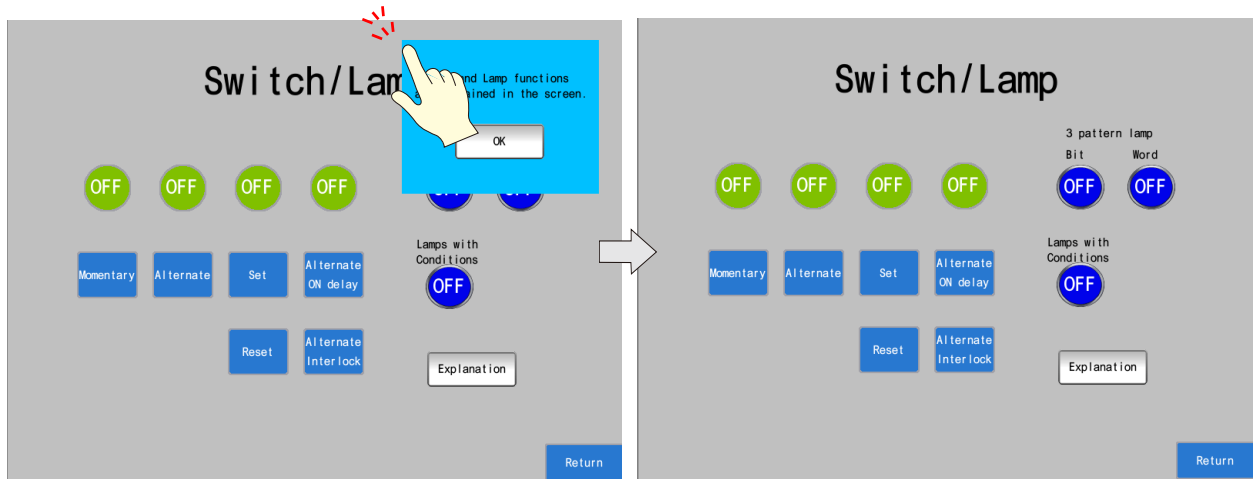 Switch/Lam
nd Lamp functions
a
ined in the screen.
OK
OFF
OFF
OFF
OFF
Lamps with
Conditions
OFF
Momentary
Alternate
Set
Alternate
ON delay
Reset
Alternate
Interlock
Explanation
Return
Switch/Lamp
3 pattern lamp
Bit
Word
OFF
OFF
OFF
OFF
OFF
OFF
Lamps with
Conditions
OFF
Momentary
Alternate
Set
Alternate
ON delay
Reset
Alternate
Interlock
Explanation
Return